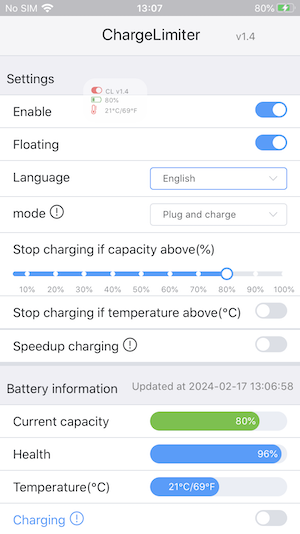 No SIM 13:07 80%
ChargeLimiter v1.4
Settings
CL v1.4
80%
21°C/69°F
Enable
Floating
Language English
mode Plug and charge
Stop charging if capacity above(%)
10% 20% 30% 40% 50% 60% 70% 80% 90% 100%
Stop charging if temperature above(°C)
Speedup charging
Battery information Updated at 2024-02-17 13:06:58
Current capacity 80%
Health 96%
Temperature(°C) 21°C/69°F
Charging